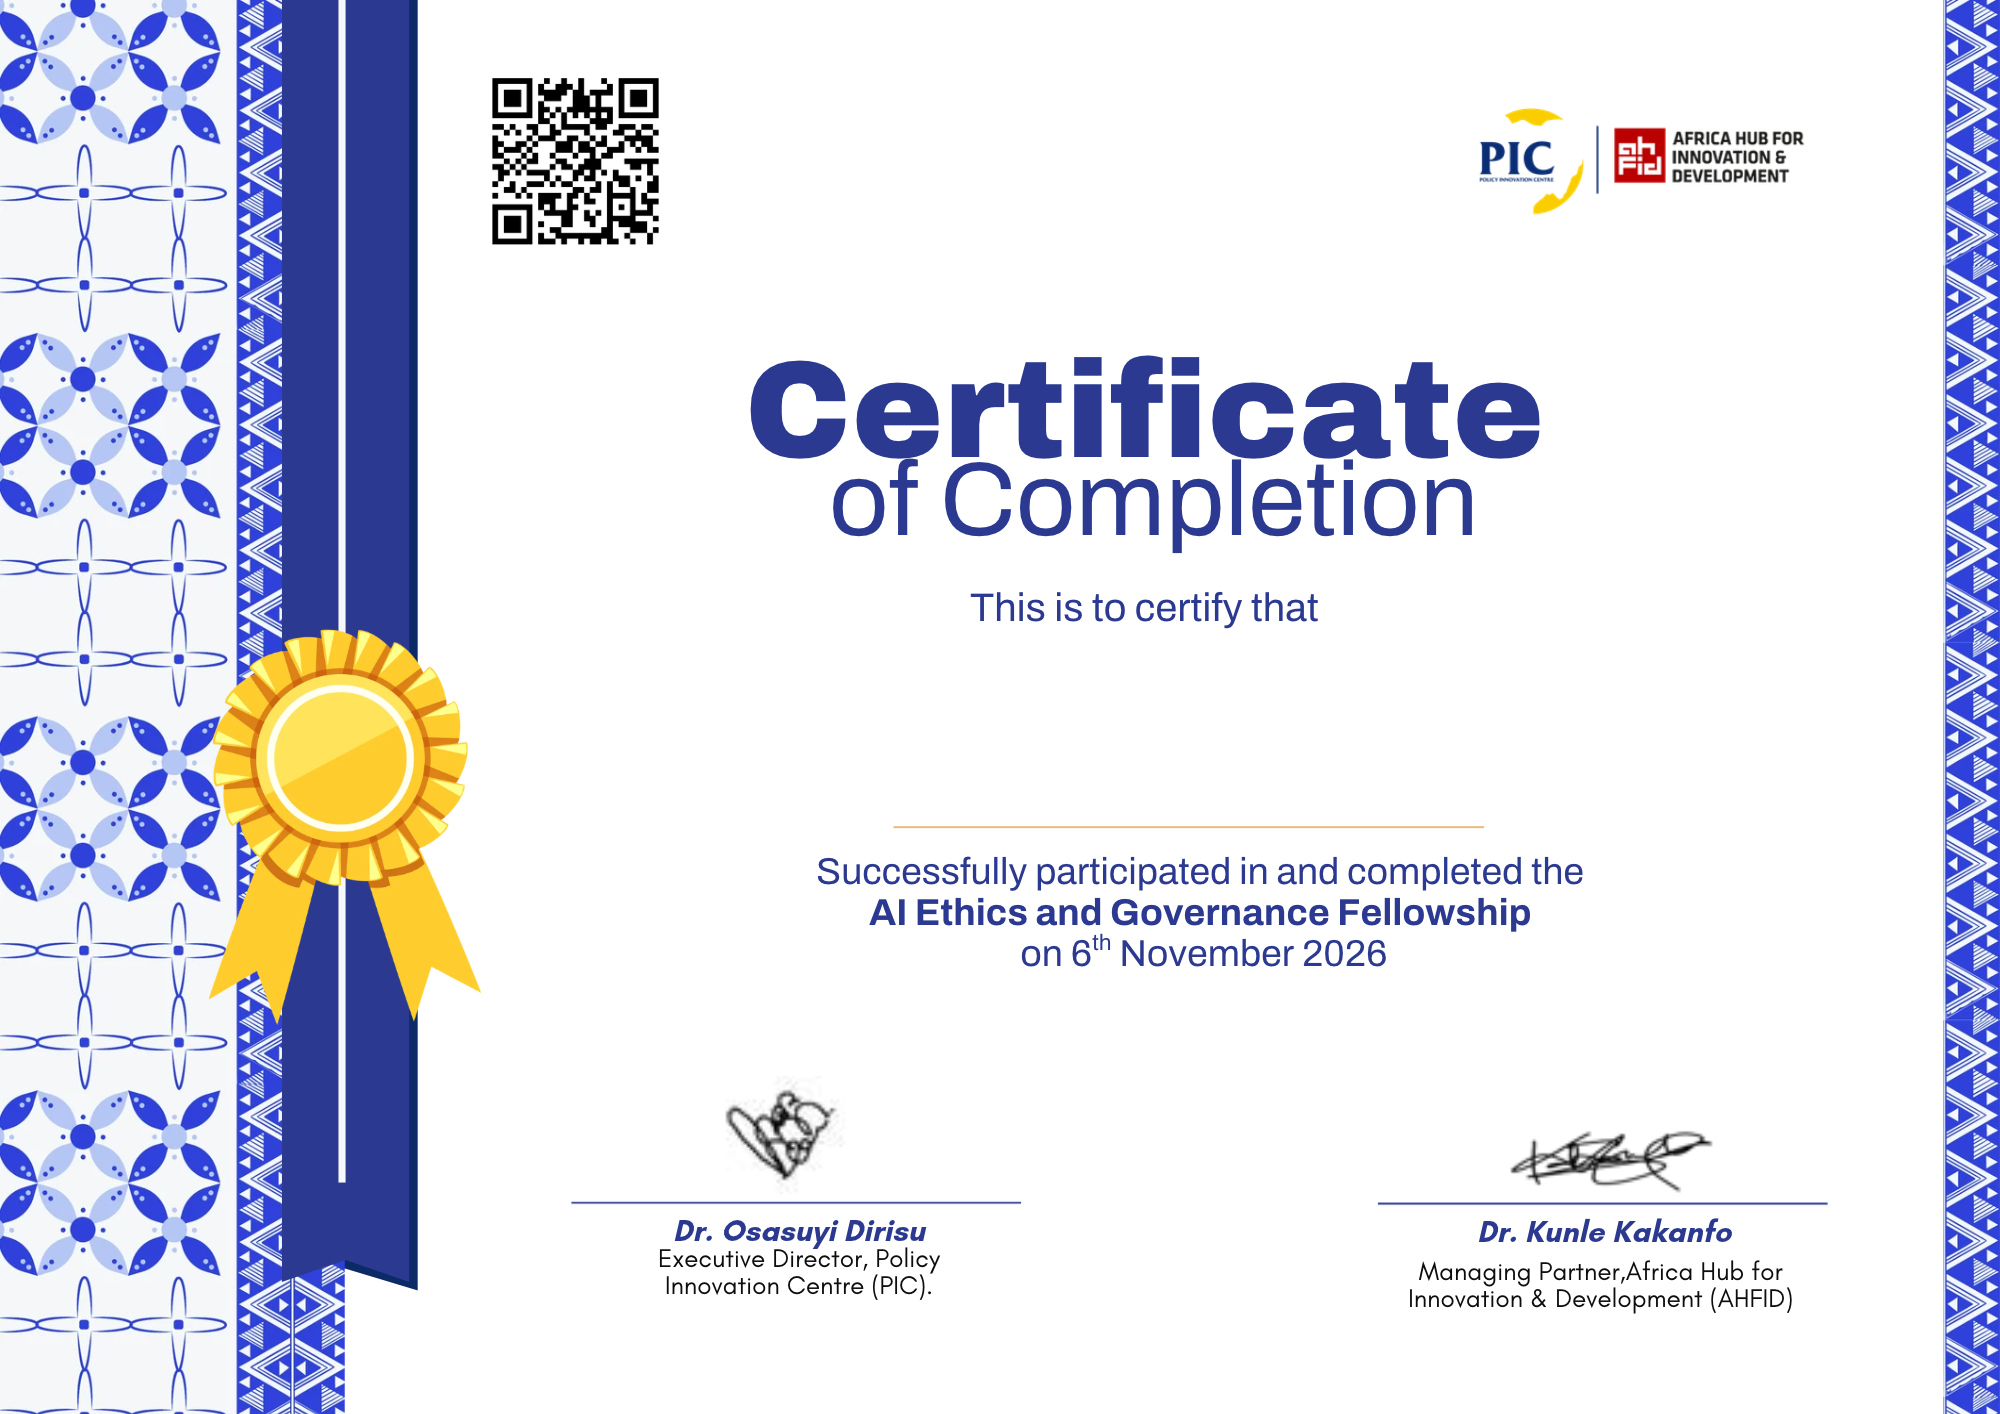 PIC
POLICY INNOVATION CENTRE
ah
fid
AFRICA HUB FOR
INNOVATION &
DEVELOPMENT
Certificate
of Completion
This is to certify that
Successfully participated in and completed the
AI Ethics and Governance Fellowship
on 6th November 2026
Dr. Osasuyi Dirisu
Executive Director, Policy
Innovation Centre (PIC).
Dr. Kunle Kakanfo
Managing Partner,Africa Hub for
Innovation & Development (AHFID)